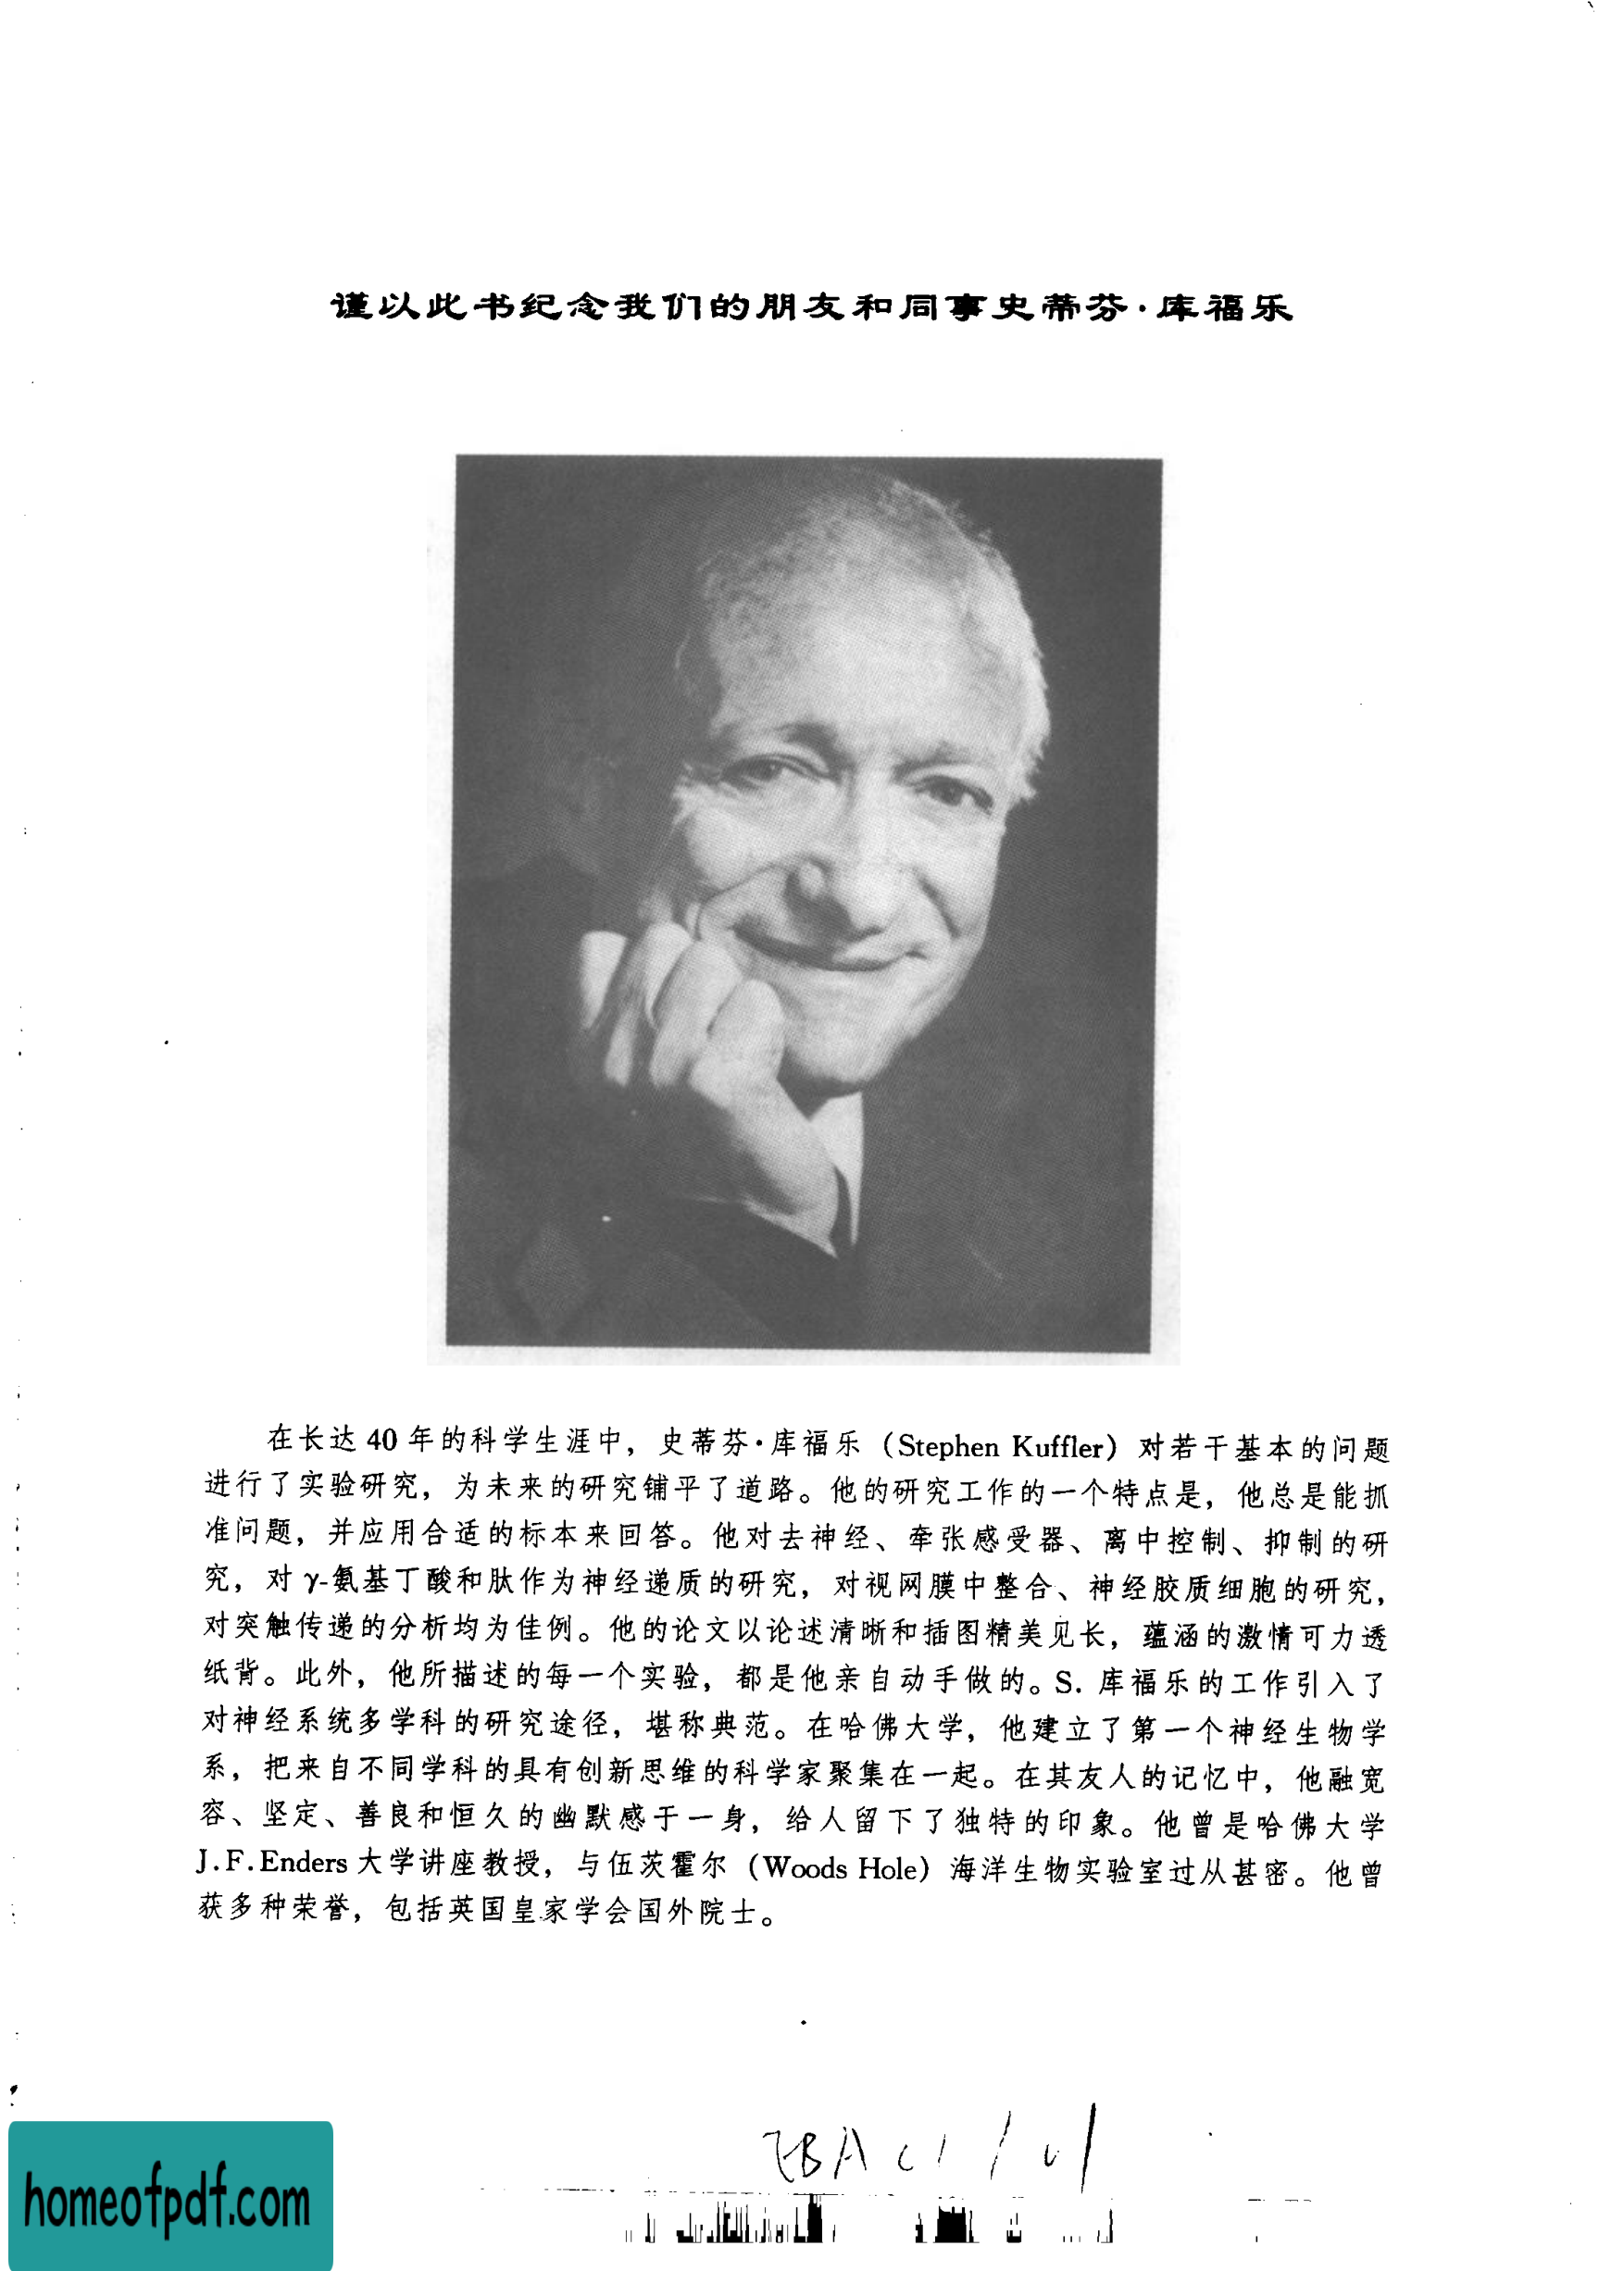 谨以此书纪念我们的朋友和同事史蒂芬·库福乐
在长达 40 年的科学生涯中，史蒂芬·库福乐（Stephen Kuffler）对若干基本的问题
进行了实验研究，为未来的研究铺平了道路。他的研究工作的一个特点是，他总是能抓
准问题，并应用合适的标本来回答。他对去神经、牵张感受器、离中控制、抑制的研
究，对 γ-氨基丁酸和肽作为神经递质的研究，对视网膜中整合、神经胶质细胞的研究，
对突触传递的分析均为佳例。他的论文以论述清晰和插图精美见长，蕴涵的激情可力透
纸背。此外，他所描述的每一个实验，都是他亲自动手做的。S. 库福乐的工作引入了
对神经系统多学科的研究途径，堪称典范。在哈佛大学，他建立了第一个神经生物学
系，把来自不同学科的具有创新思维的科学家聚集在一起。在其友人的记忆中，他融宽
容、坚定、善良和恒久的幽默感于一身，给人留下了独特的印象。他曾是哈佛大学
J.F.Enders 大学讲座教授，与伍茨霍尔（Woods Hole）海洋生物实验室过从甚密。他曾
获多种荣誉，包括英国皇家学会国外院士。
homeofpdf.com